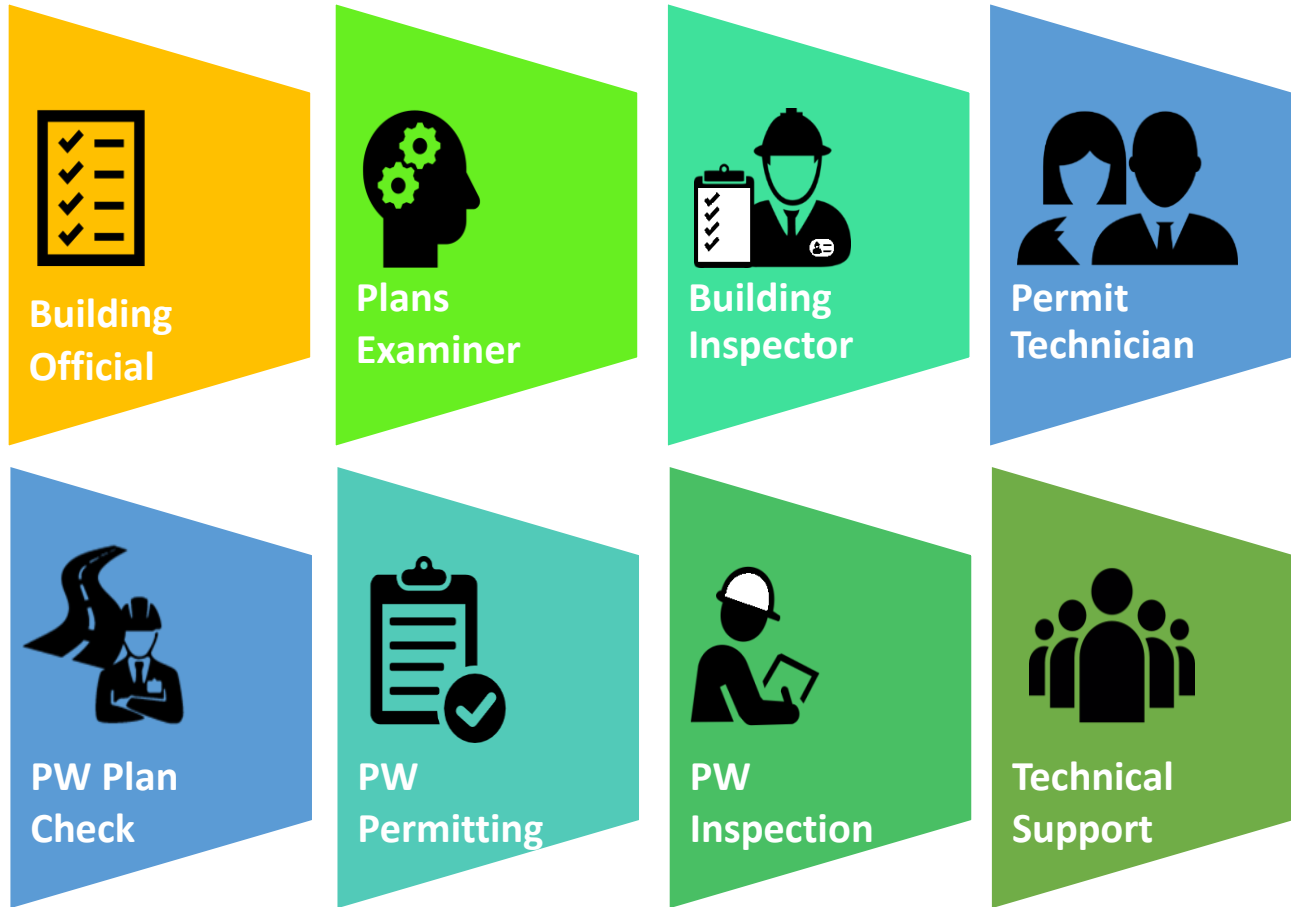 Building
Official
Plans
Examiner
Building
Inspector
Permit
Technician
PW Plan
Check
PW
Permitting
PW
Inspection
Technical
Support